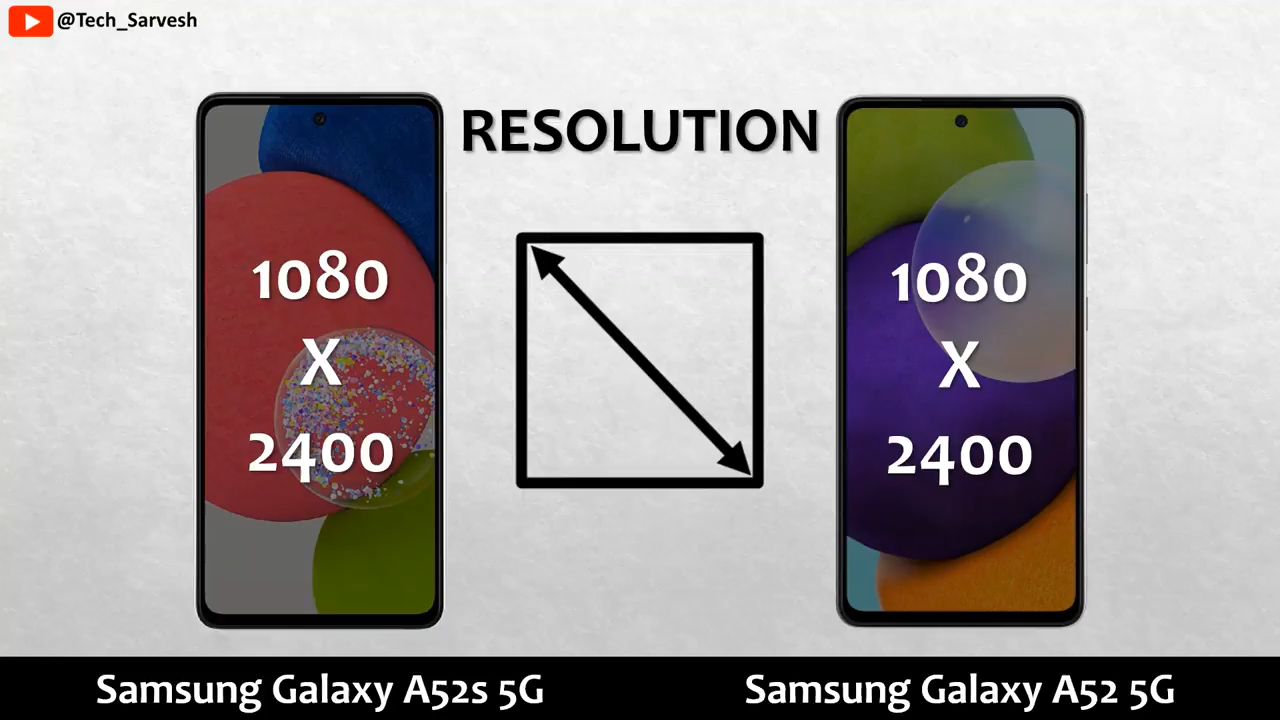 @Tech_Sarvesh
RESOLUTION
1080
X
2400
1080
X
2400
Samsung Galaxy A52s 5G
Samsung Galaxy A52 5G